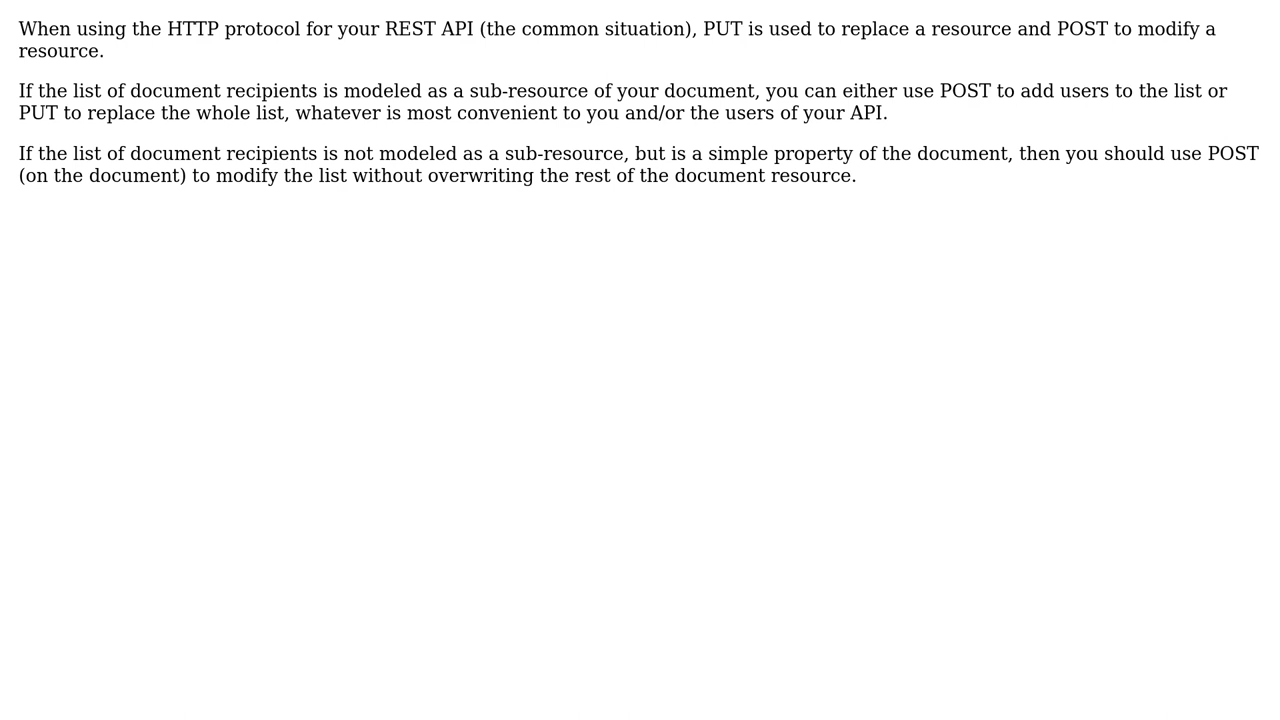 When using the HTTP protocol for your REST API (the common situation), PUT is used to replace a resource and POST to modify a
resource.
If the list of document recipients is modeled as a sub-resource of your document, you can either use POST to add users to the list or
PUT to replace the whole list, whatever is most convenient to you and/or the users of your API.
If the list of document recipients is not modeled as a sub-resource, but is a simple property of the document, then you should use POST
(on the document) to modify the list without overwriting the rest of the document resource.